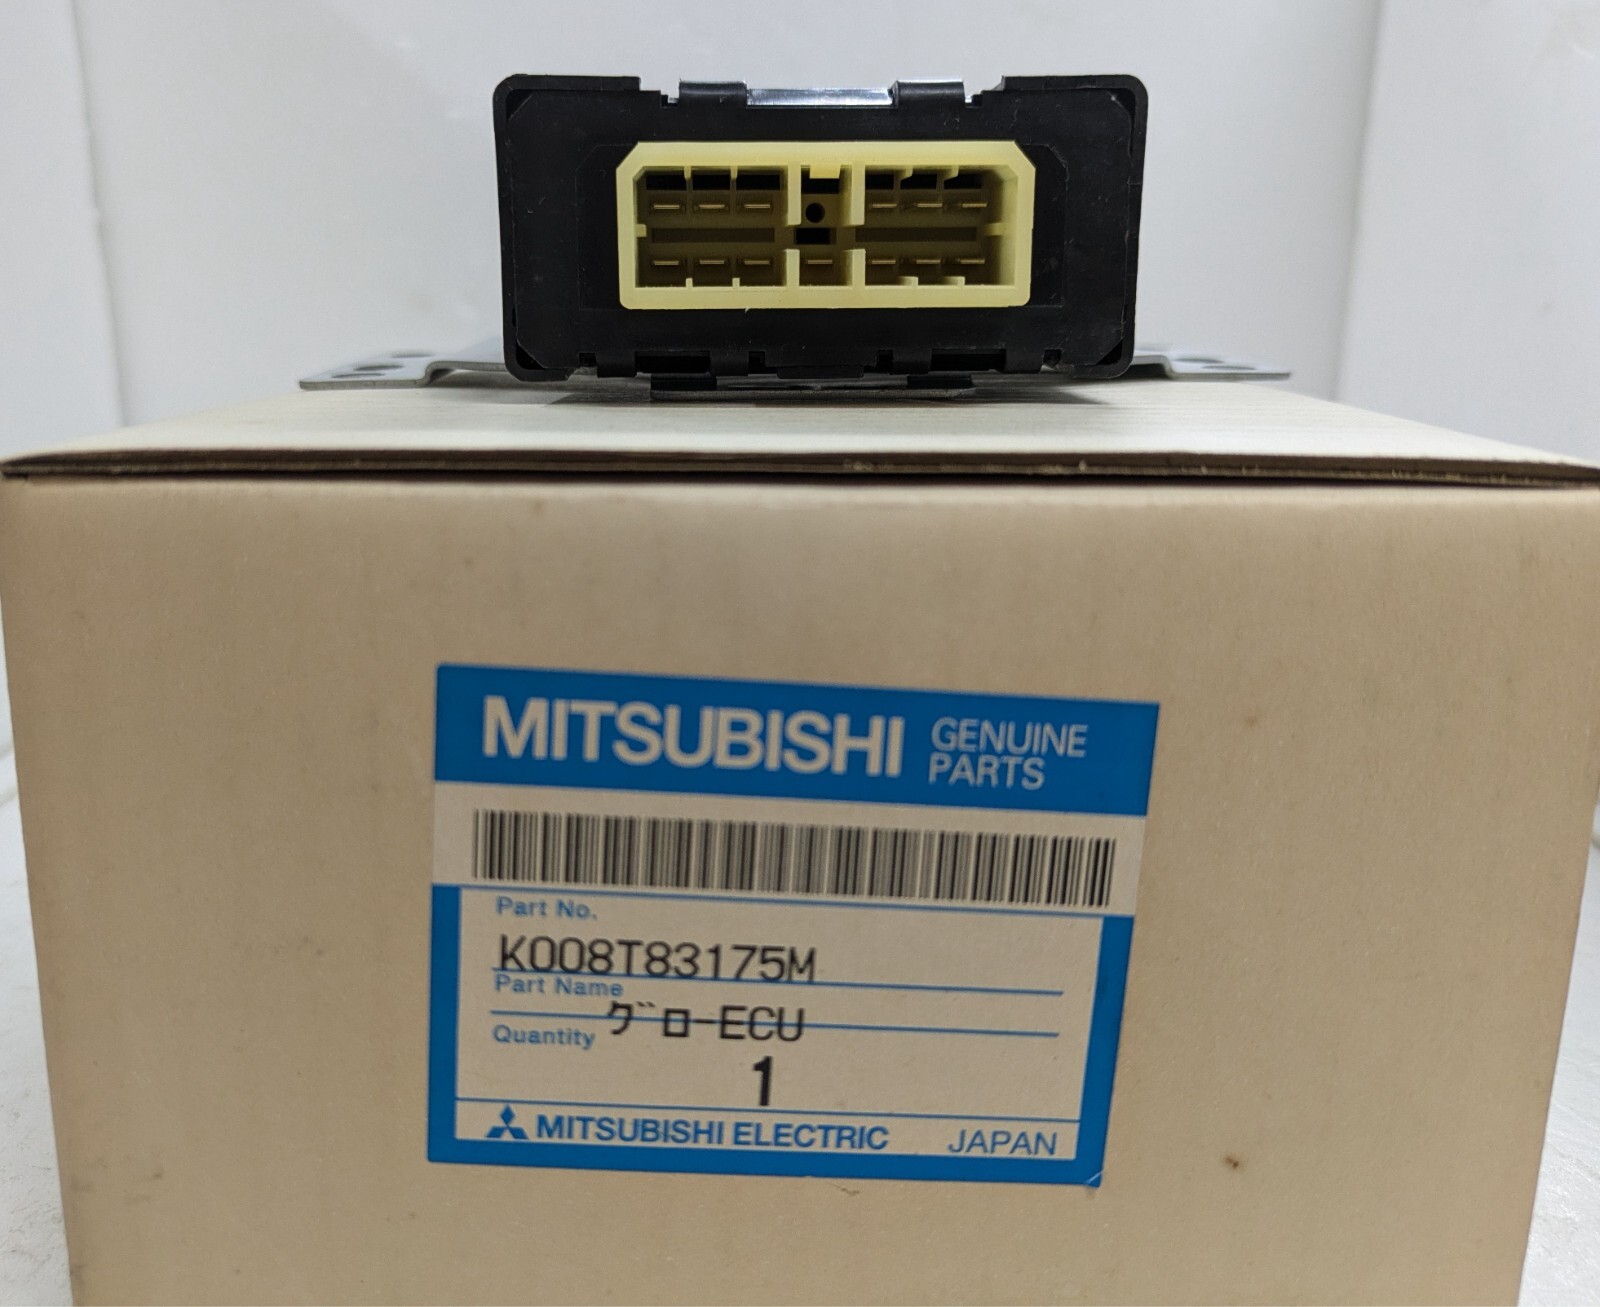 MITSUBISHI GENUINE PARTS
Part No.
K008T83175M
Part Name
グロ-ECU
Quantity
1
MITSUBISHI ELECTRIC JAPAN